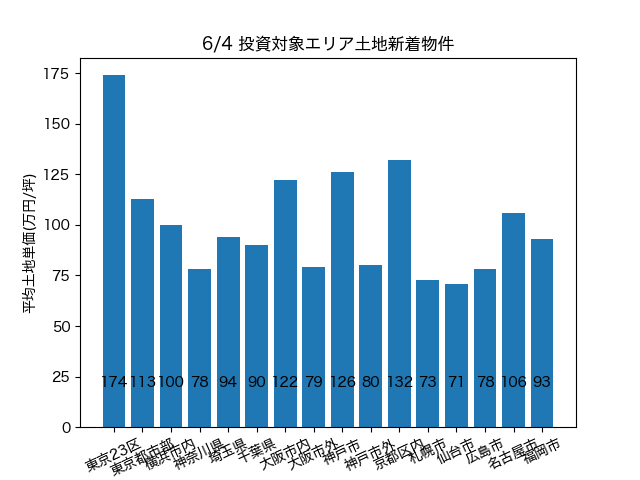 6/4 投資対象エリア土地新着物件
平均土地単価(万円/坪)
175
150
125
100
75
50
25
0
174 113 100 78 94 90 122 79 126 80 132 73 71 78 106 93
東京23区
東京都市部
横浜市内
神奈川県
埼玉県
千葉県
大阪市内
大阪市外
神戸市
神戸市外
京都区内
札幌市
仙台市
広島市
名古屋市
福岡市